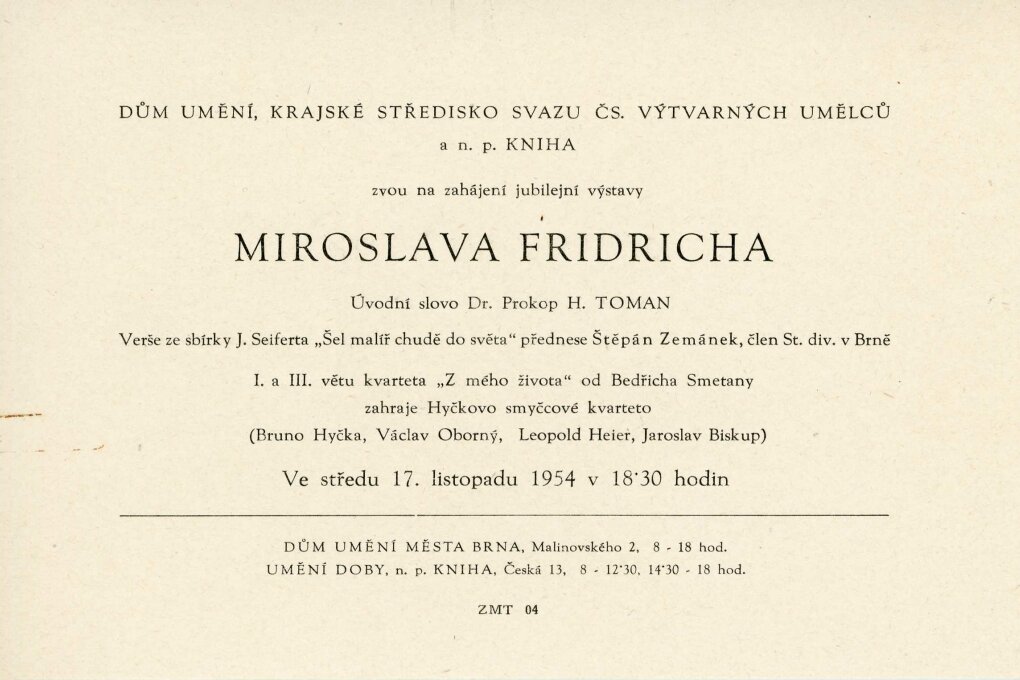 DŮM UMĚNÍ, KRAJSKÉ STŘEDISKO SVAZU ČS. VÝTVARNÝCH UMĚLCŮ
a n. p. KNIHA
zvou na zahájení jubilejní výstavy
MIROSLAVA FRIDRICHA
Úvodní slovo Dr. Prokop H. TOMAN
Verše ze sbírky J. Seiferta „Šel malíř chudě do světa“ přednese Štěpán Zemánek, člen St. div. v Brně
I. a III. větu kvarteta „Z mého života“ od Bedřicha Smetany
zahraje Hyčkovo smyčcové kvarteto
(Bruno Hyčka, Václav Oborný, Leopold Heier, Jaroslav Biskup)
Ve středu 17. listopadu 1954 v 18·30 hodin
DŮM UMĚNÍ MĚSTA BRNA, Malinovského 2, 8 - 18 hod.
UMĚNÍ DOBY, n. p. KNIHA, Česká 13, 8 - 12·30, 14·30 - 18 hod.
ZMT 04